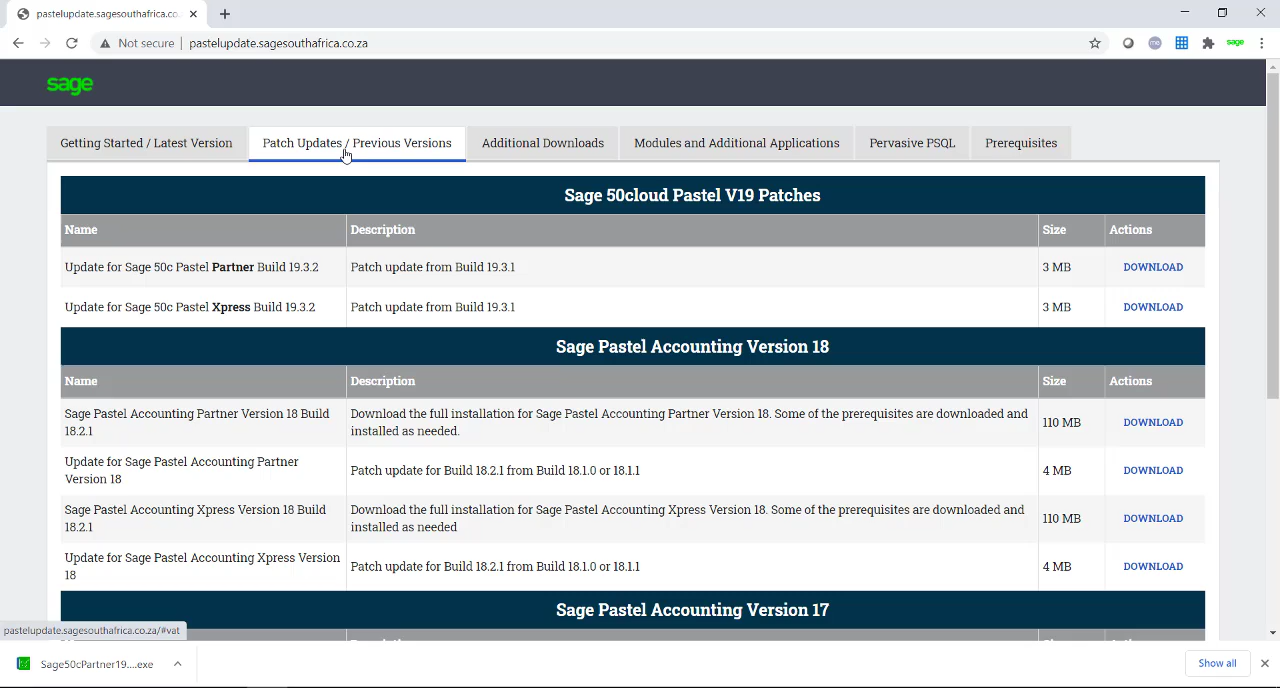 pastelupdate.sagesouthafrica.co.
Not secure | pastelupdate.sagesouthafrica.co.za
me
sage
sage
Getting Started / Latest Version
Patch Updates / Previous Versions
Additional Downloads
Modules and Additional Applications
Pervasive PSQL
Prerequisites
Sage 50cloud Pastel V19 Patches
Name Description Size Actions
Update for Sage 50c Pastel Partner Build 19.3.2 Patch update from Build 19.3.1 3 MB DOWNLOAD
Update for Sage 50c Pastel Xpress Build 19.3.2 Patch update from Build 19.3.1 3 MB DOWNLOAD
Sage Pastel Accounting Version 18
Name Description Size Actions
Sage Pastel Accounting Partner Version 18 Build
18.2.1
Download the full installation for Sage Pastel Accounting Partner Version 18. Some of the prerequisites are downloaded and
installed as needed.
110 MB DOWNLOAD
Update for Sage Pastel Accounting Partner
Version 18
Patch update for Build 18.2.1 from Build 18.1.0 or 18.1.1
4 MB DOWNLOAD
Sage Pastel Accounting Xpress Version 18 Build
18.2.1
Download the full installation for Sage Pastel Accounting Xpress Version 18. Some of the prerequisites are downloaded and
installed as needed
110 MB DOWNLOAD
Update for Sage Pastel Accounting Xpress Version
18
Patch update for Build 18.2.1 from Build 18.1.0 or 18.1.1
4 MB DOWNLOAD
Sage Pastel Accounting Version 17
pastelupdate.sagesouthafrica.co.za/#vat
Sage50cPartner19....exe
Show all